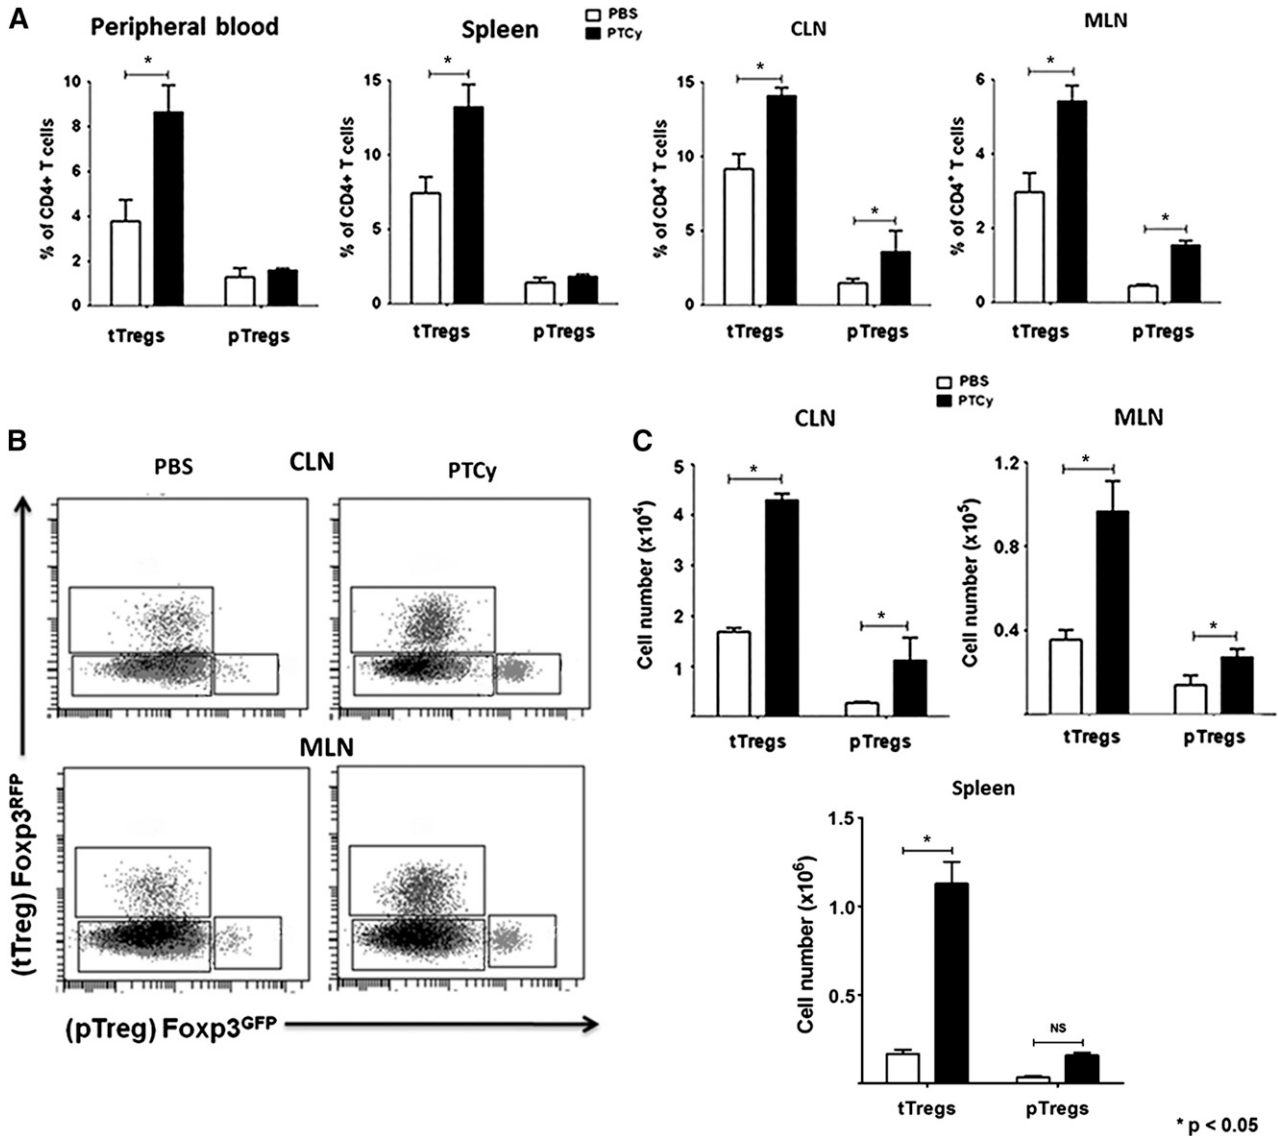 A
Peripheral blood
Spleen
PBS
PTCy
CLN
MLN
*
% of CD4+ T cells
10
8
6
4
2
0
tTregs
pTregs
*
% of CD4+ T cells
15
10
5
0
tTregs
pTregs
*
*
% of CD4⁺ T cells
15
10
5
0
tTregs
pTregs
*
*
% of CD4⁺ T cells
6
4
2
0
tTregs
pTregs
B
CLN
PBS
PTCy
MLN
(tTreg) Foxp3ᴿᶠᴾ
(pTreg) Foxp3ᴳᶠᴾ
C
PBS
PTCy
CLN
*
*
Cell number (x10⁴)
5
4
3
2
1
tTregs
pTregs
MLN
*
*
Cell number (x10⁵)
1.2
0.8
0.4
tTregs
pTregs
Spleen
*
NS
Cell number (x10⁶)
1.5
1.0
0.5
tTregs
pTregs
* p < 0.05